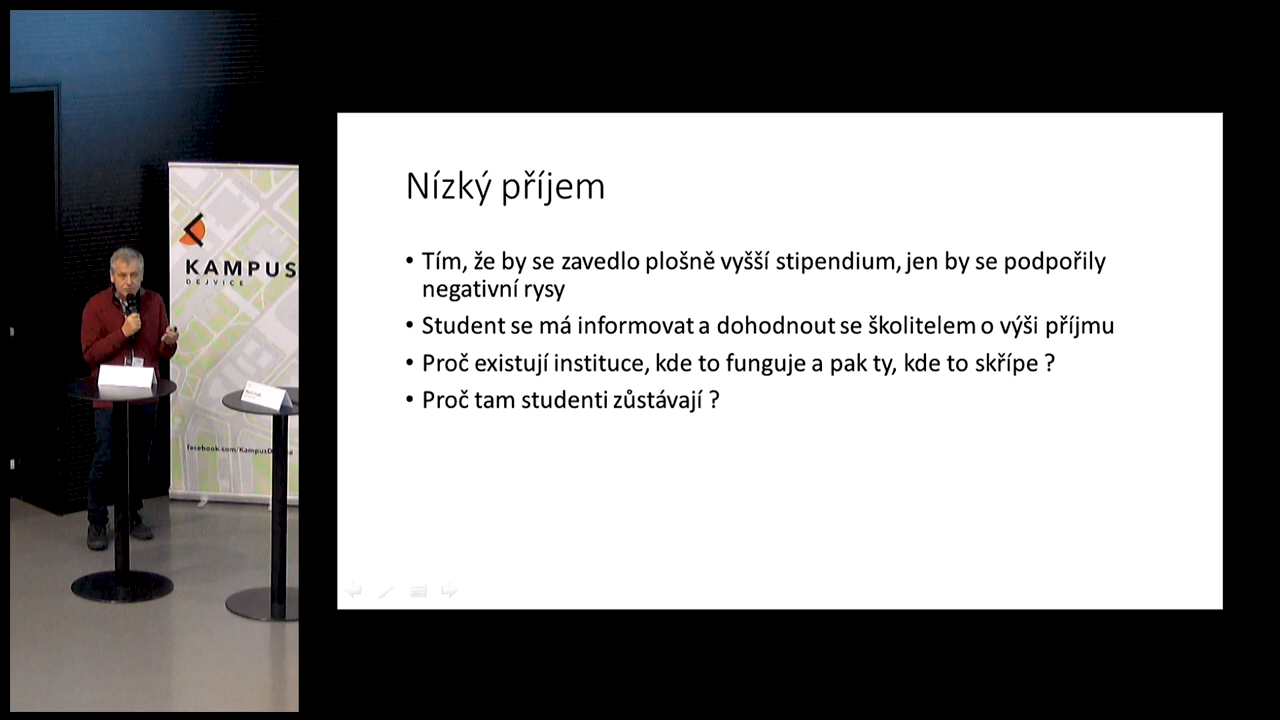 KAMPUS
DEJVICE
Nízký příjem
• Tím, že by se zavedlo plošně vyšší stipendium, jen by se podpořily
negativní rysy
• Student se má informovat a dohodnout se školitelem o výši příjmu
• Proč existují instituce, kde to funguje a pak ty, kde to skřípe ?
• Proč tam studenti zůstávají ?